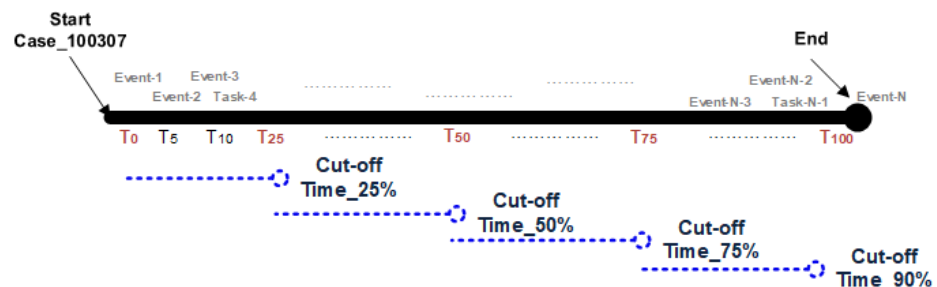 Start
Case_100307
End
Event-1
Event-3
Event-N-2
Event-2
Task-4
Event-N-3
Task-N-1
Event-N
T0 T5 T10 T25 T50 T75 T100
Cut-off
Time_25%
Cut-off
Time_50%
Cut-off
Time_75%
Cut-off
Time_90%